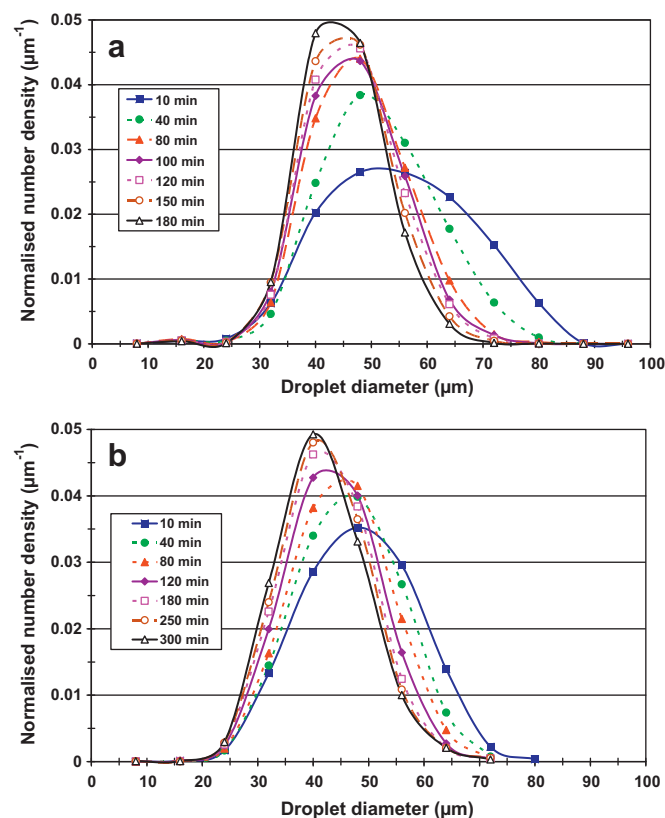 a
Normalised number density (µm⁻¹)
0.05
0.04
0.03
0.02
0.01
0
10 min
40 min
80 min
100 min
120 min
150 min
180 min
0 10 20 30 40 50 60 70 80 90 100
Droplet diameter (µm)
b
Normalised number density (µm⁻¹)
0.05
0.04
0.03
0.02
0.01
0
10 min
40 min
80 min
120 min
180 min
250 min
300 min
0 10 20 30 40 50 60 70 80 90 100
Droplet diameter (µm)